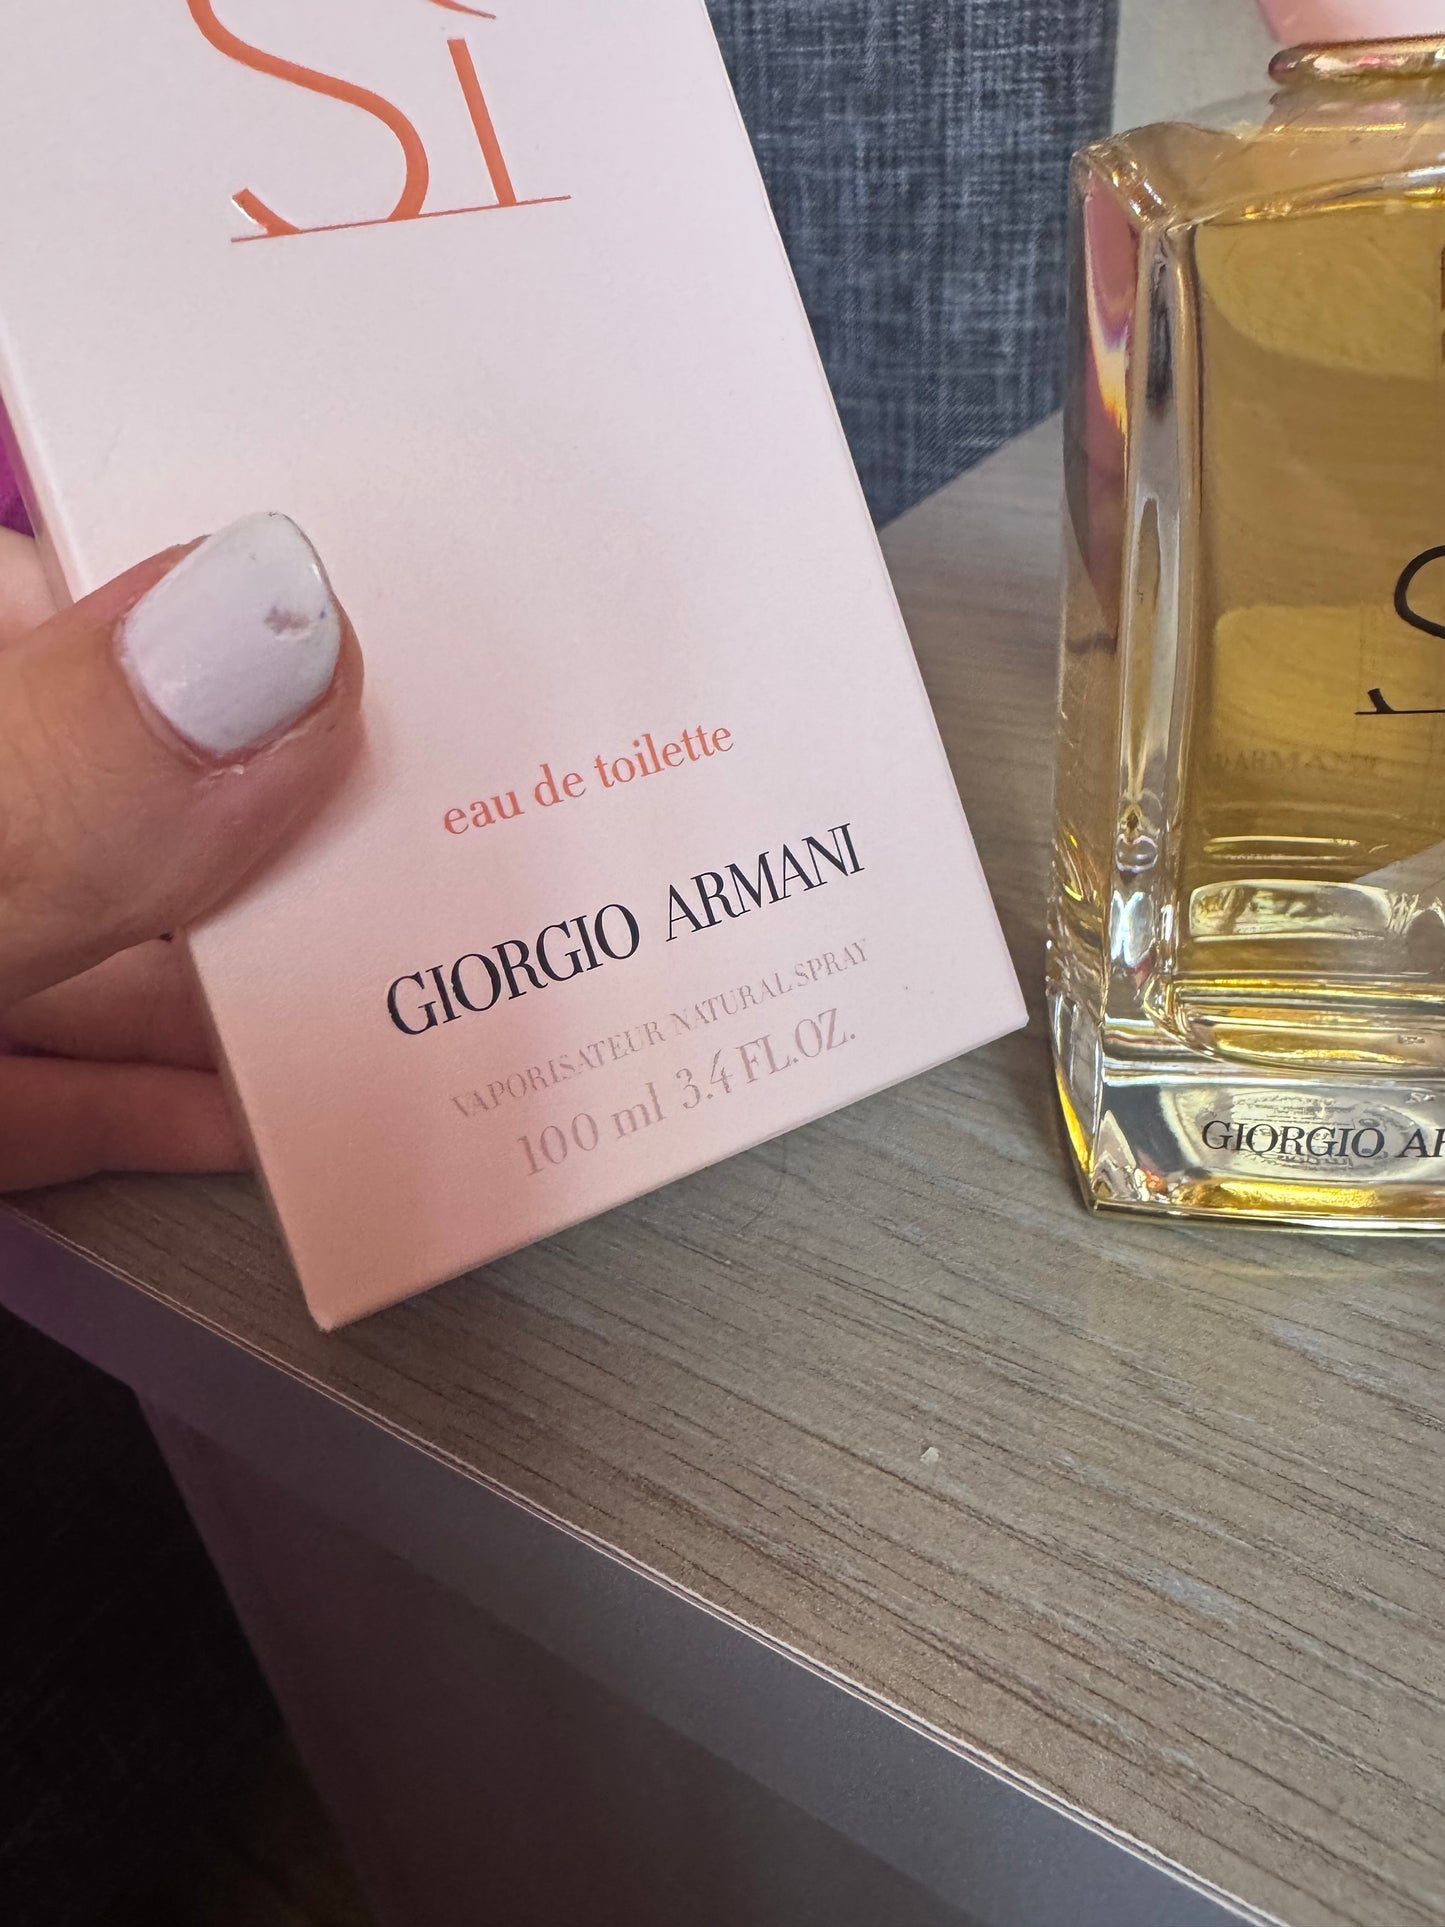 Sì
eau de toilette
GIORGIO ARMANI
VAPORISATEUR NATURAL SPRAY
100 ml 3.4 FL.OZ.
GIORGIO AR